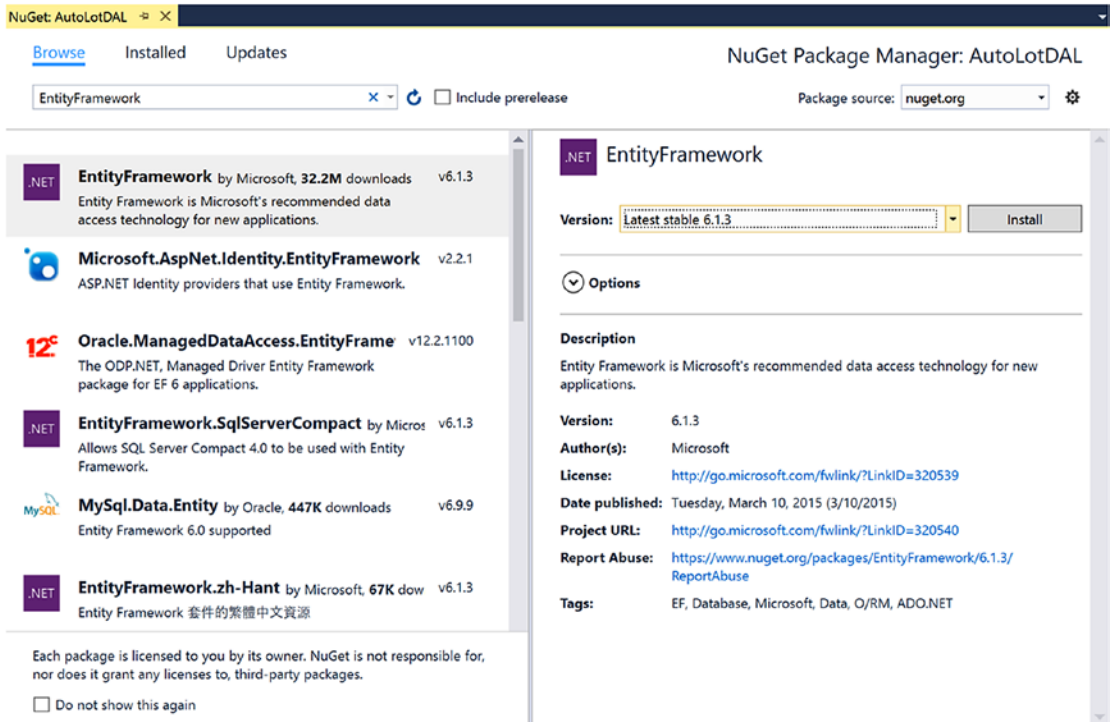 NuGet: AutoLotDAL
Browse Installed Updates
NuGet Package Manager: AutoLotDAL
EntityFramework
Include prerelease
Package source: nuget.org
.NET
EntityFramework by Microsoft, 32.2M downloads v6.1.3
Entity Framework is Microsoft's recommended data
access technology for new applications.
Microsoft.AspNet.Identity.EntityFramework v2.2.1
ASP.NET Identity providers that use Entity Framework.
12c
Oracle.ManagedDataAccess.EntityFrame v12.2.1100
The ODP.NET, Managed Driver Entity Framework
package for EF 6 applications.
.NET
EntityFramework.SqlServerCompact by Micros v6.1.3
Allows SQL Server Compact 4.0 to be used with Entity
Framework.
MySQL
MySql.Data.Entity by Oracle, 447K downloads v6.9.9
Entity Framework 6.0 supported
.NET
EntityFramework.zh-Hant by Microsoft, 67K dow v6.1.3
Entity Framework 套件的繁體中文資源
Each package is licensed to you by its owner. NuGet is not responsible for,
nor does it grant any licenses to, third-party packages.
Do not show this again
.NET
EntityFramework
Version: Latest stable 6.1.3 Install
Options
Description
Entity Framework is Microsoft's recommended data access technology for new
applications.
Version: 6.1.3
Author(s): Microsoft
License: http://go.microsoft.com/fwlink/?LinkID=320539
Date published: Tuesday, March 10, 2015 (3/10/2015)
Project URL: http://go.microsoft.com/fwlink/?LinkID=320540
Report Abuse: https://www.nuget.org/packages/EntityFramework/6.1.3/
ReportAbuse
Tags: EF, Database, Microsoft, Data, O/RM, ADO.NET